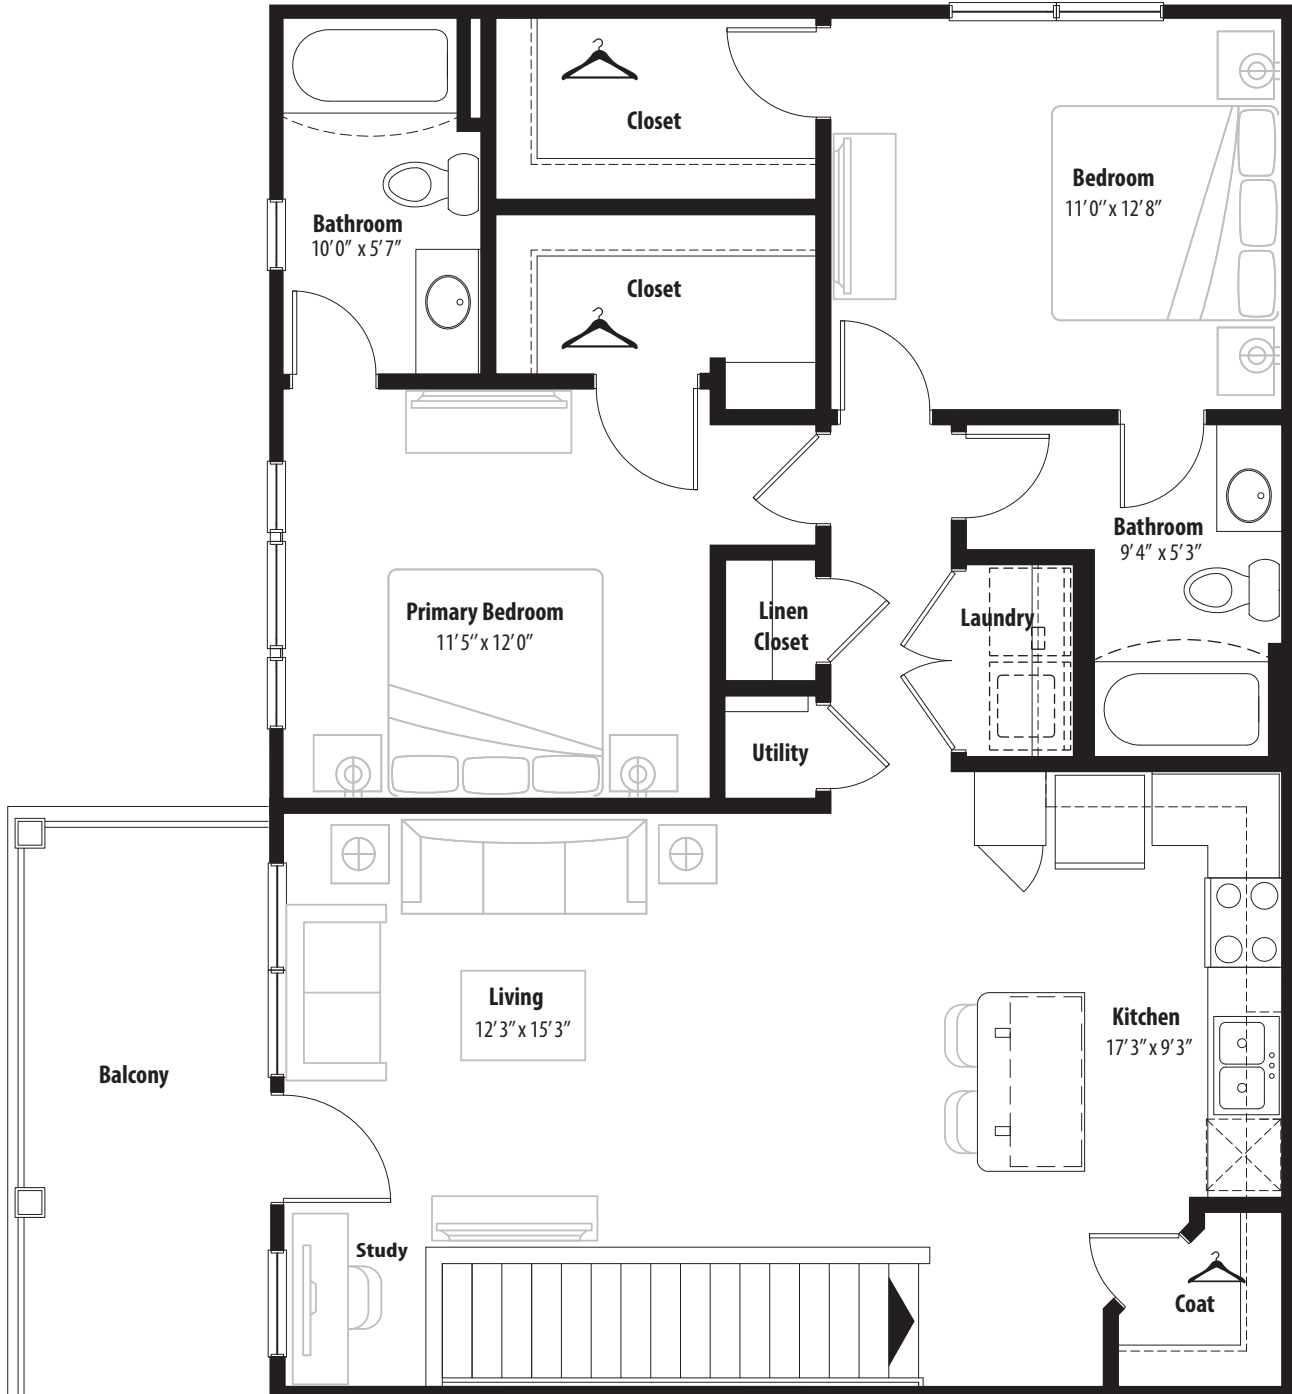 Closet
Bedroom
11'0" x 12'8"
Bathroom
10'0" x 5'7"
Closet
Bathroom
9'4" x 5'3"
Primary Bedroom
11'5" x 12'0"
Linen
Closet
Laundry
Utility
Living
12'3" x 15'3"
Kitchen
17'3" x 9'3"
Balcony
Study
Coat